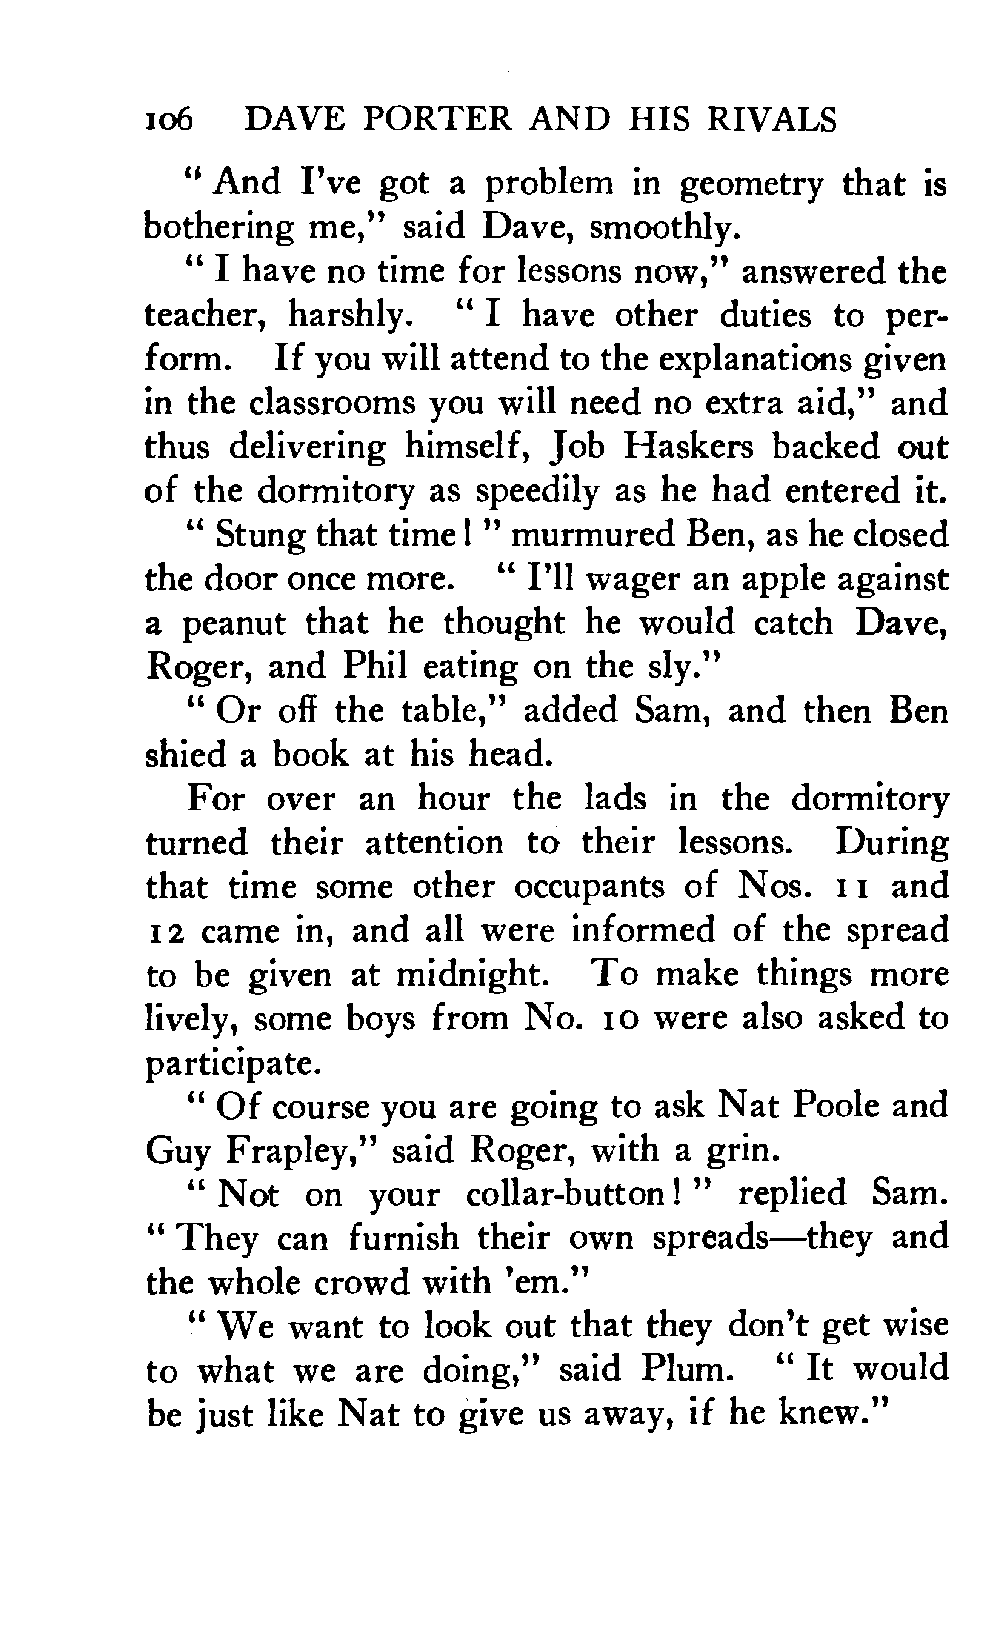 106 DAVE PORTER AND HIS RIVALS
" And I've got a problem in geometry that is
bothering me," said Dave, smoothly.
" I have no time for lessons now," answered the
teacher, harshly. " I have other duties to per-
form. If you will attend to the explanations given
in the classrooms you will need no extra aid," and
thus delivering himself, Job Haskers backed out
of the dormitory as speedily as he had entered it.
" Stung that time! " murmured Ben, as he closed
the door once more. " I'll wager an apple against
a peanut that he thought he would catch Dave,
Roger, and Phil eating on the sly."
" Or off the table," added Sam, and then Ben
shied a book at his head.
For over an hour the lads in the dormitory
turned their attention to their lessons. During
that time some other occupants of Nos. 11 and
12 came in, and all were informed of the spread
to be given at midnight. To make things more
lively, some boys from No. 10 were also asked to
participate.
" Of course you are going to ask Nat Poole and
Guy Frapley," said Roger, with a grin.
" Not on your collar-button! " replied Sam.
" They can furnish their own spreads—they and
the whole crowd with 'em."
" We want to look out that they don't get wise
to what we are doing," said Plum. " It would
be just like Nat to give us away, if he knew."